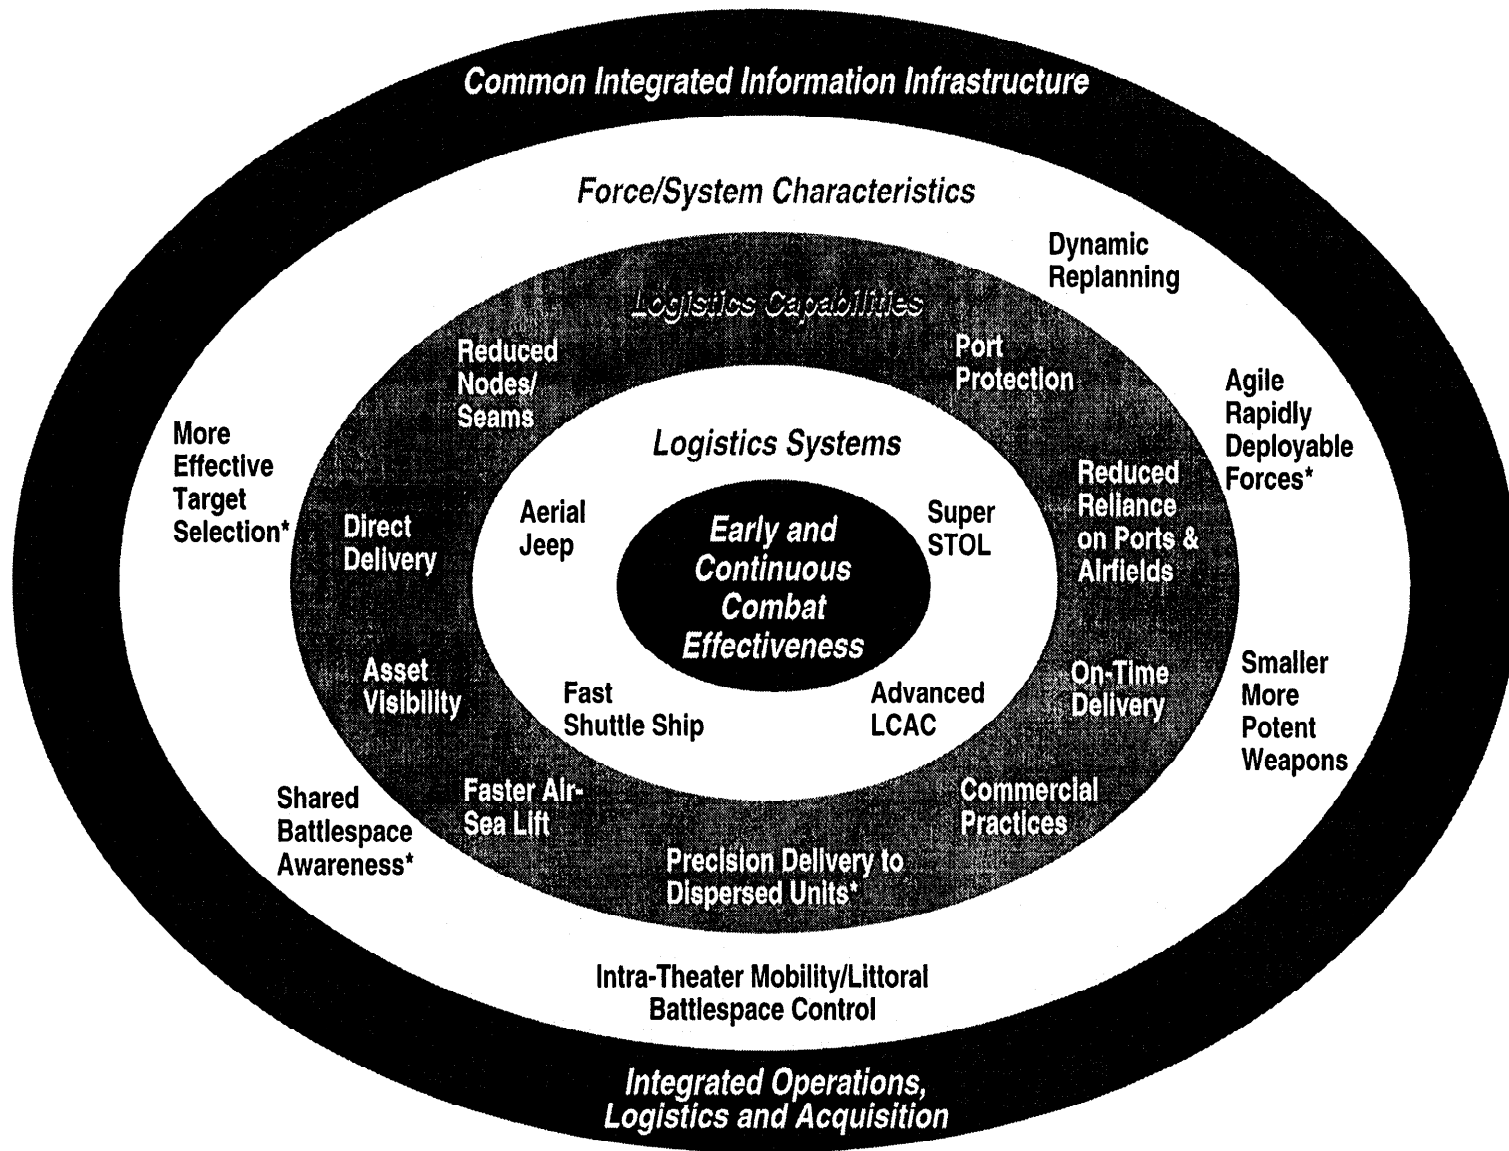 Common Integrated Information Infrastructure
Force/System Characteristics
Dynamic
Replanning
Logistics Capabilities
Reduced
Nodes/
Seams
Port
Protection
Agile
Rapidly
Deployable
Forces*
More
Effective
Target
Selection*
Logistics Systems
Direct
Delivery
Aerial
Jeep
Early and
Continuous
Combat
Effectiveness
Super
STOL
Reduced
Reliance
on Ports &
Airfields
Asset
Visibility
Fast
Shuttle Ship
Advanced
LCAC
On-Time
Delivery
Smaller
More
Potent
Weapons
Shared
Battlespace
Awareness*
Faster Air-
Sea Lift
Commercial
Practices
Precision Delivery to
Dispersed Units*
Intra-Theater Mobility/Littoral
Battlespace Control
Integrated Operations,
Logistics and Acquisition